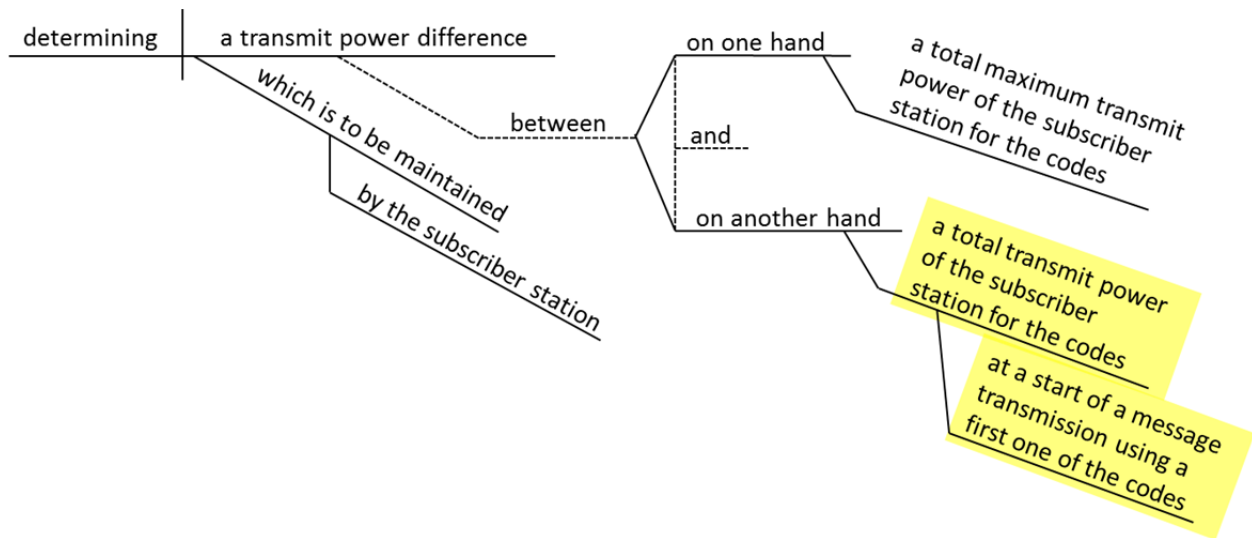 determining
a transmit power difference
which is to be maintained
by the subscriber station
between
on one hand
a total maximum transmit
power of the subscriber
station for the codes
and
on another hand
a total transmit power
of the subscriber
station for the codes
at a start of a message
transmission using a
first one of the codes